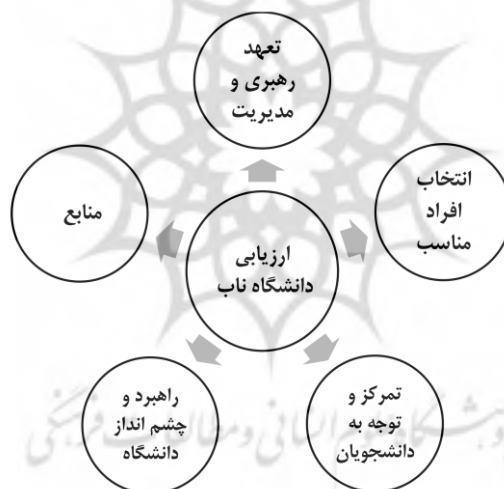 تعهد
رهبری و
مدیریت
انتخاب
افراد
مناسب
منابع
ارزیابی
دانشگاه ناب
تمرکز و
توجه به
دانشجویان
راهبرد و
چشم انداز
دانشگاه